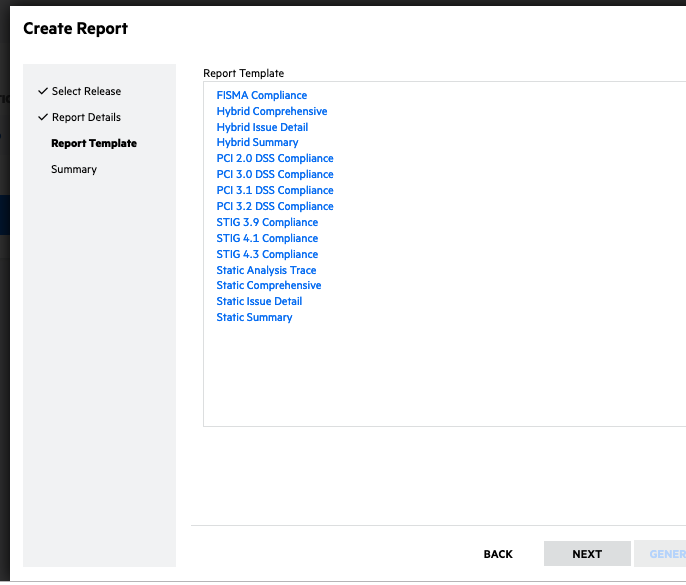 Create Report
Select Release
Report Details
Report Template
Summary
Report Template
FISMA Compliance
Hybrid Comprehensive
Hybrid Issue Detail
Hybrid Summary
PCI 2.0 DSS Compliance
PCI 3.0 DSS Compliance
PCI 3.1 DSS Compliance
PCI 3.2 DSS Compliance
STIG 3.9 Compliance
STIG 4.1 Compliance
STIG 4.3 Compliance
Static Analysis Trace
Static Comprehensive
Static Issue Detail
Static Summary
BACK NEXT GENER